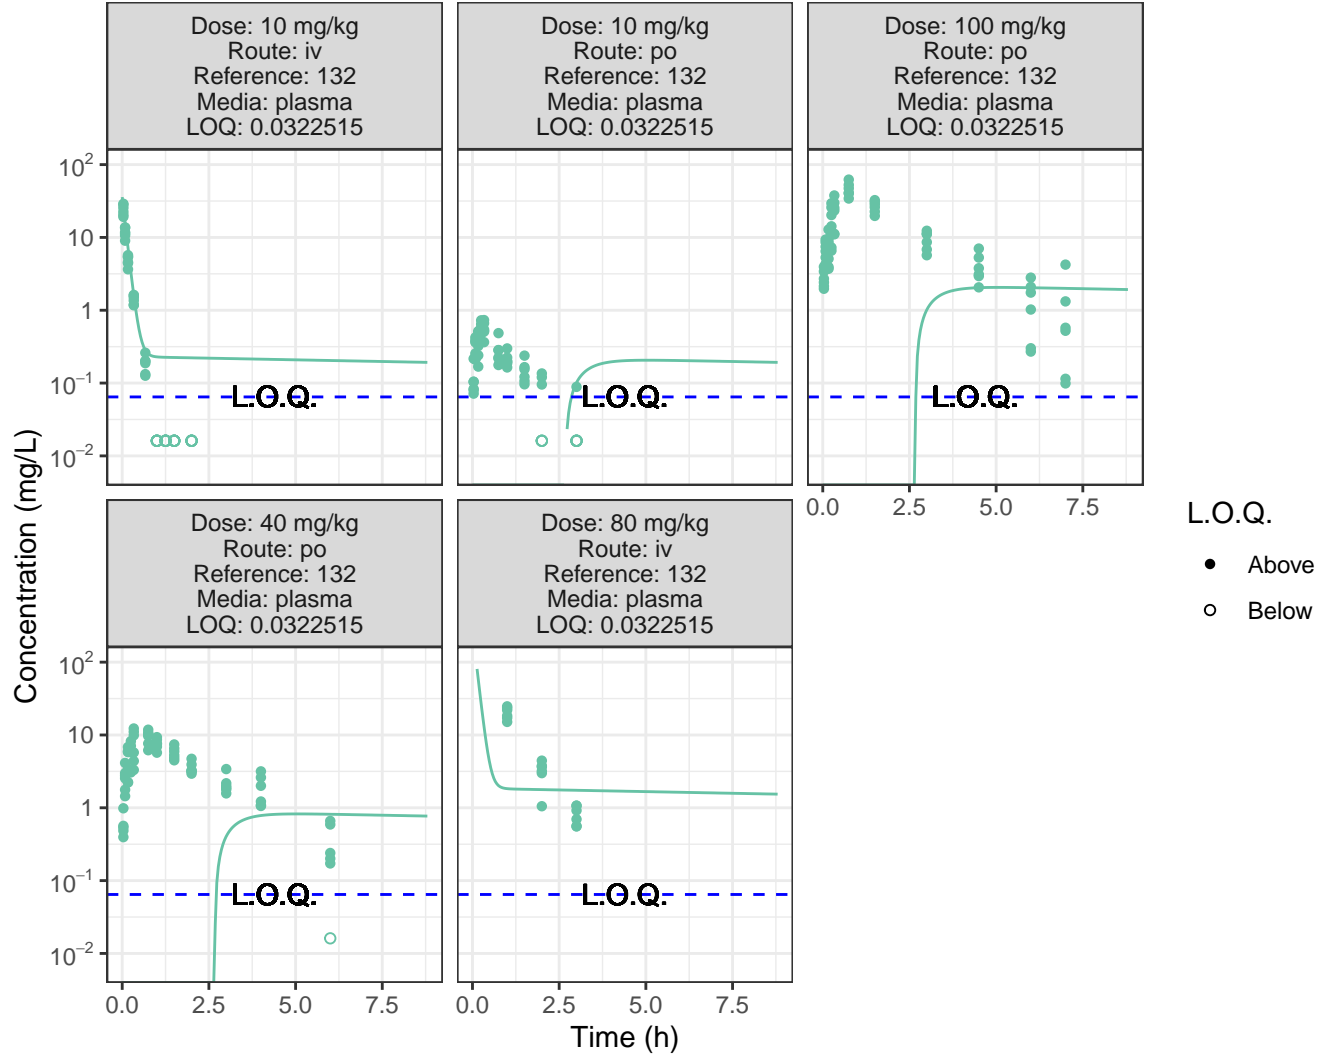 Dose: 10 mg/kg
Route: iv
Reference: 132
Media: plasma
LOQ: 0.0322515
Dose: 10 mg/kg
Route: po
Reference: 132
Media: plasma
LOQ: 0.0322515
Dose: 100 mg/kg
Route: po
Reference: 132
Media: plasma
LOQ: 0.0322515
10²
10
1
10⁻¹
10⁻²
L.O.Q.
L.O.Q.
L.O.Q.
0.0 2.5 5.0 7.5
Dose: 40 mg/kg
Route: po
Reference: 132
Media: plasma
LOQ: 0.0322515
Dose: 80 mg/kg
Route: iv
Reference: 132
Media: plasma
LOQ: 0.0322515
10²
10
1
10⁻¹
10⁻²
L.O.Q.
L.O.Q.
0.0 2.5 5.0 7.5
0.0 2.5 5.0 7.5
Time (h)
Concentration (mg/L)
L.O.Q.
Above
Below